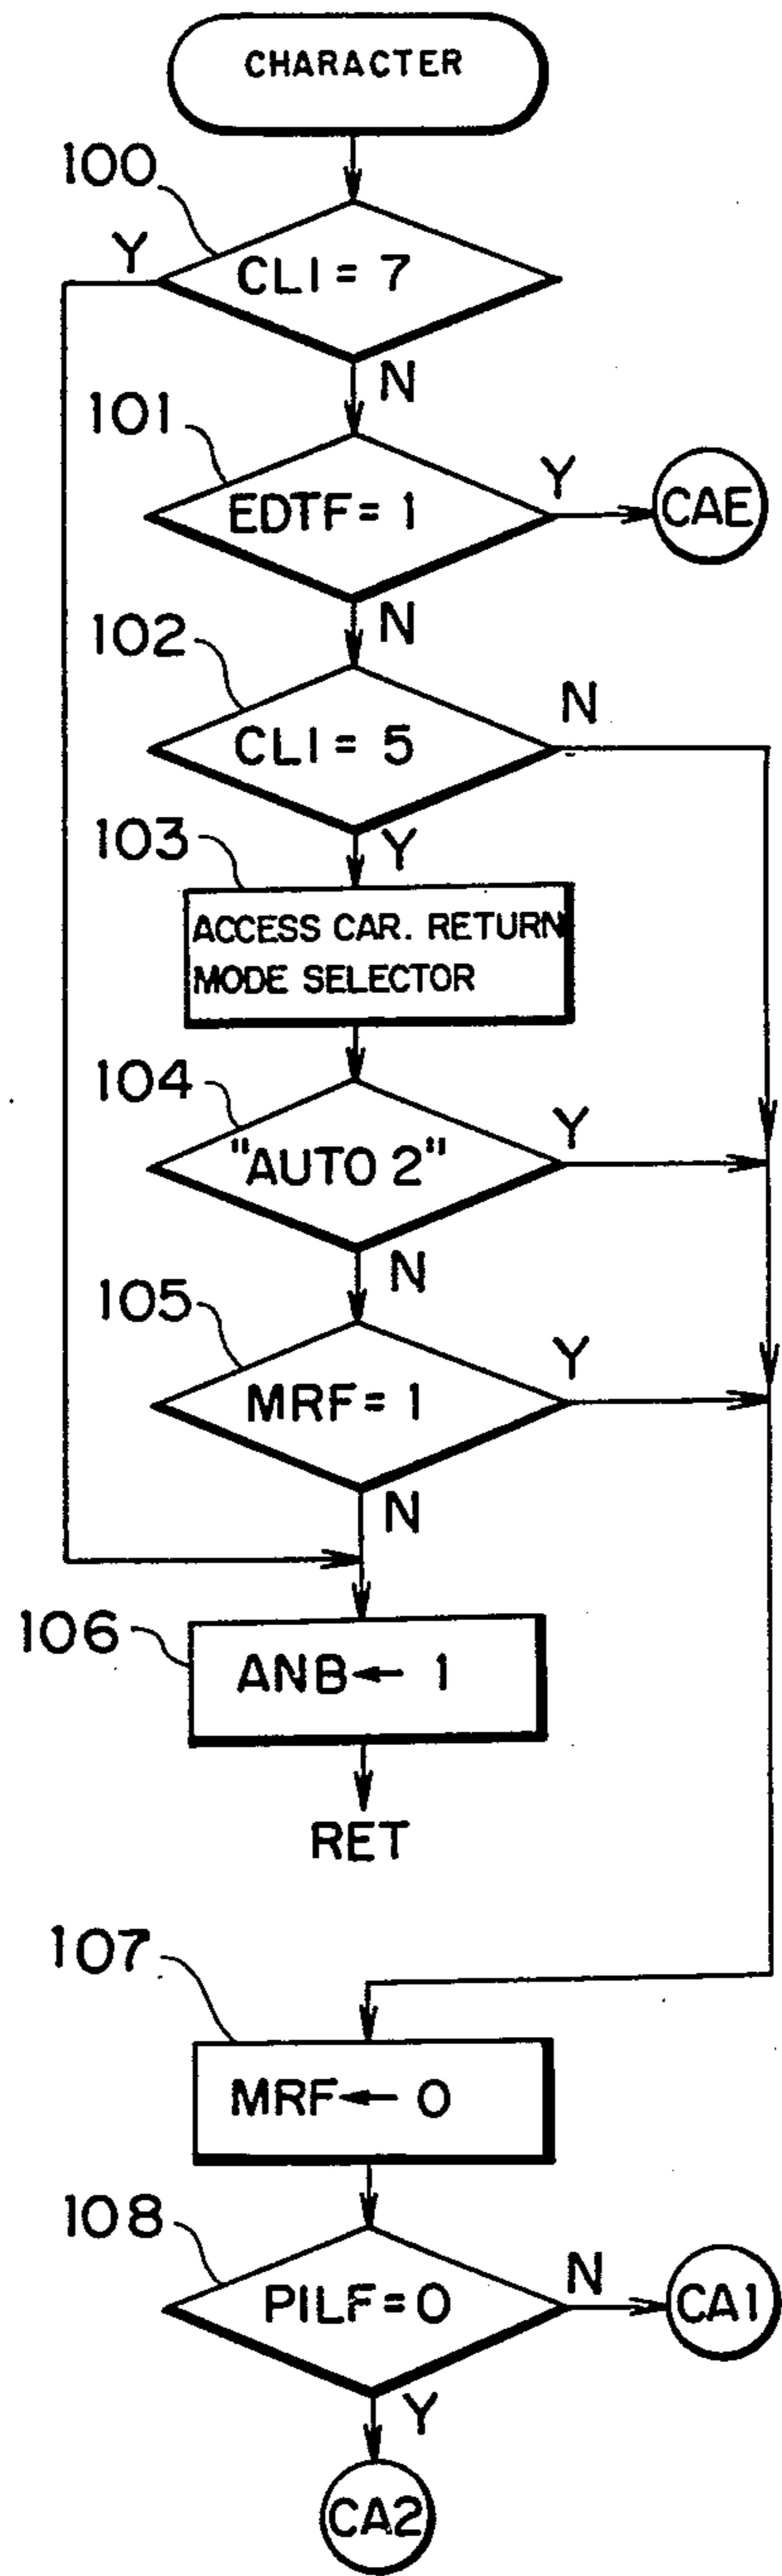 CHARACTER
100
Y
CLI = 7
N
101
EDTF = 1
Y
CAE
N
102
CLI = 5
N
103
Y
ACCESS CAR. RETURN
MODE SELECTOR
104
"AUTO 2"
Y
N
105
MRF = 1
Y
N
106
ANB ← 1
RET
107
MRF ← 0
108
PILF = 0
N
CA1
Y
CA2